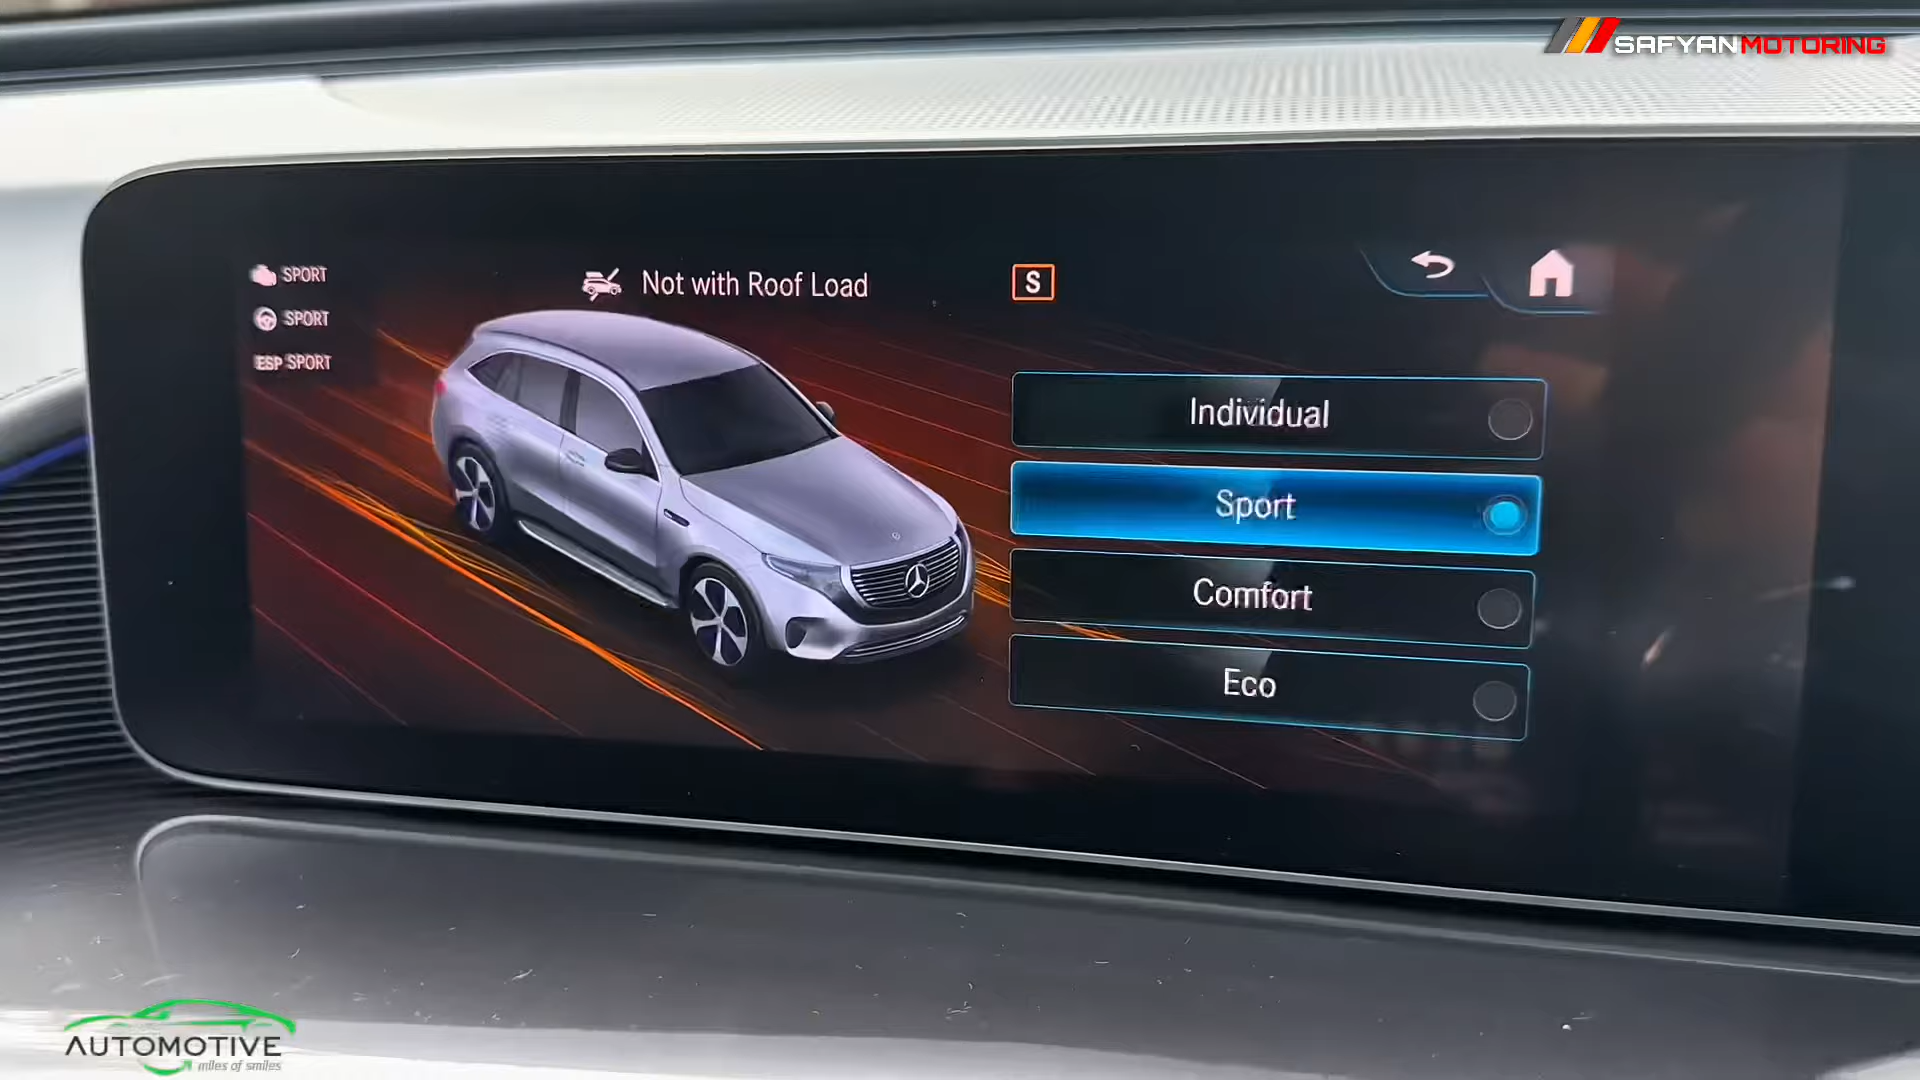 SAFYANMOTORING
SPORT
Not with Roof Load
S
SPORT
ESP SPORT
Individual
Sport
Comfort
Eco
AUTOMOTIVE
miles of smiles